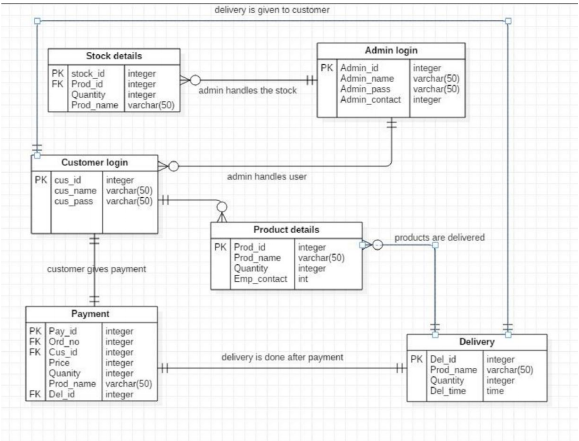 delivery is given to customer
Stock details
PK stock_id integer
FK Prod_id integer
Quantity integer
Prod_name varchar(50)
Admin login
PK Admin_id integer
Admin_name varchar(50)
Admin_pass varchar(50)
Admin_contact integer
admin handles the stock
Customer login
PK cus_id integer
cus_name varchar(50)
cus_pass varchar(50)
admin handles user
Product details
PK Prod_id integer
Prod_name varchar(50)
Quantity integer
Emp_contact int
products are delivered
customer gives payment
Payment
PK Pay_id integer
FK Ord_no integer
FK Cus_id integer
Price integer
Quanity integer
Prod_name varchar(50)
FK Del_id integer
delivery is done after payment
Delivery
PK Del_id integer
Prod_name varchar(50)
Quantity integer
Del_time time